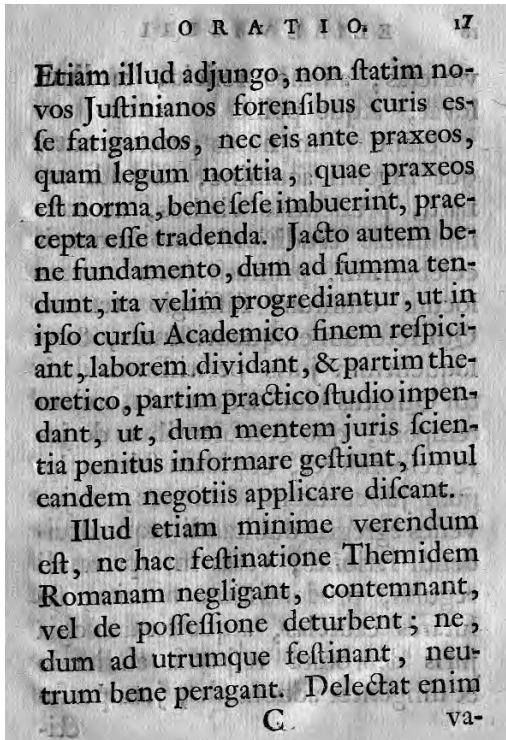 ORATIO. 17
Etiam illud adjungo, non ſtatim no-
vos Juſtinianos forenſibus curis eſ-
ſe fatigandos, nec eis ante praxeos,
quam legum notitia, quae praxeos
eſt norma, bene ſeſe imbuerint, prae-
cepta eſſe tradenda. Jacto autem be-
ne fundamento, dum ad ſumma ten-
dunt, ita velim progrediantur, ut in
ipſo curſu Academico finem reſpici-
ant, laborem dividant, & partim the-
oretico, partim practico ſtudio inpen-
dant, ut, dum mentem juris ſcien-
tia penitus informare geſtiunt, ſimul
eandem negotiis applicare diſcant.
Illud etiam minime verendum
eſt, ne hac feſtinatione Themidem
Romanam negligant, contemnant,
vel de poſſeſſione deturbent; ne,
dum ad utrumque feſtinant, neu-
trum bene peragant. Delectat enim
C va-